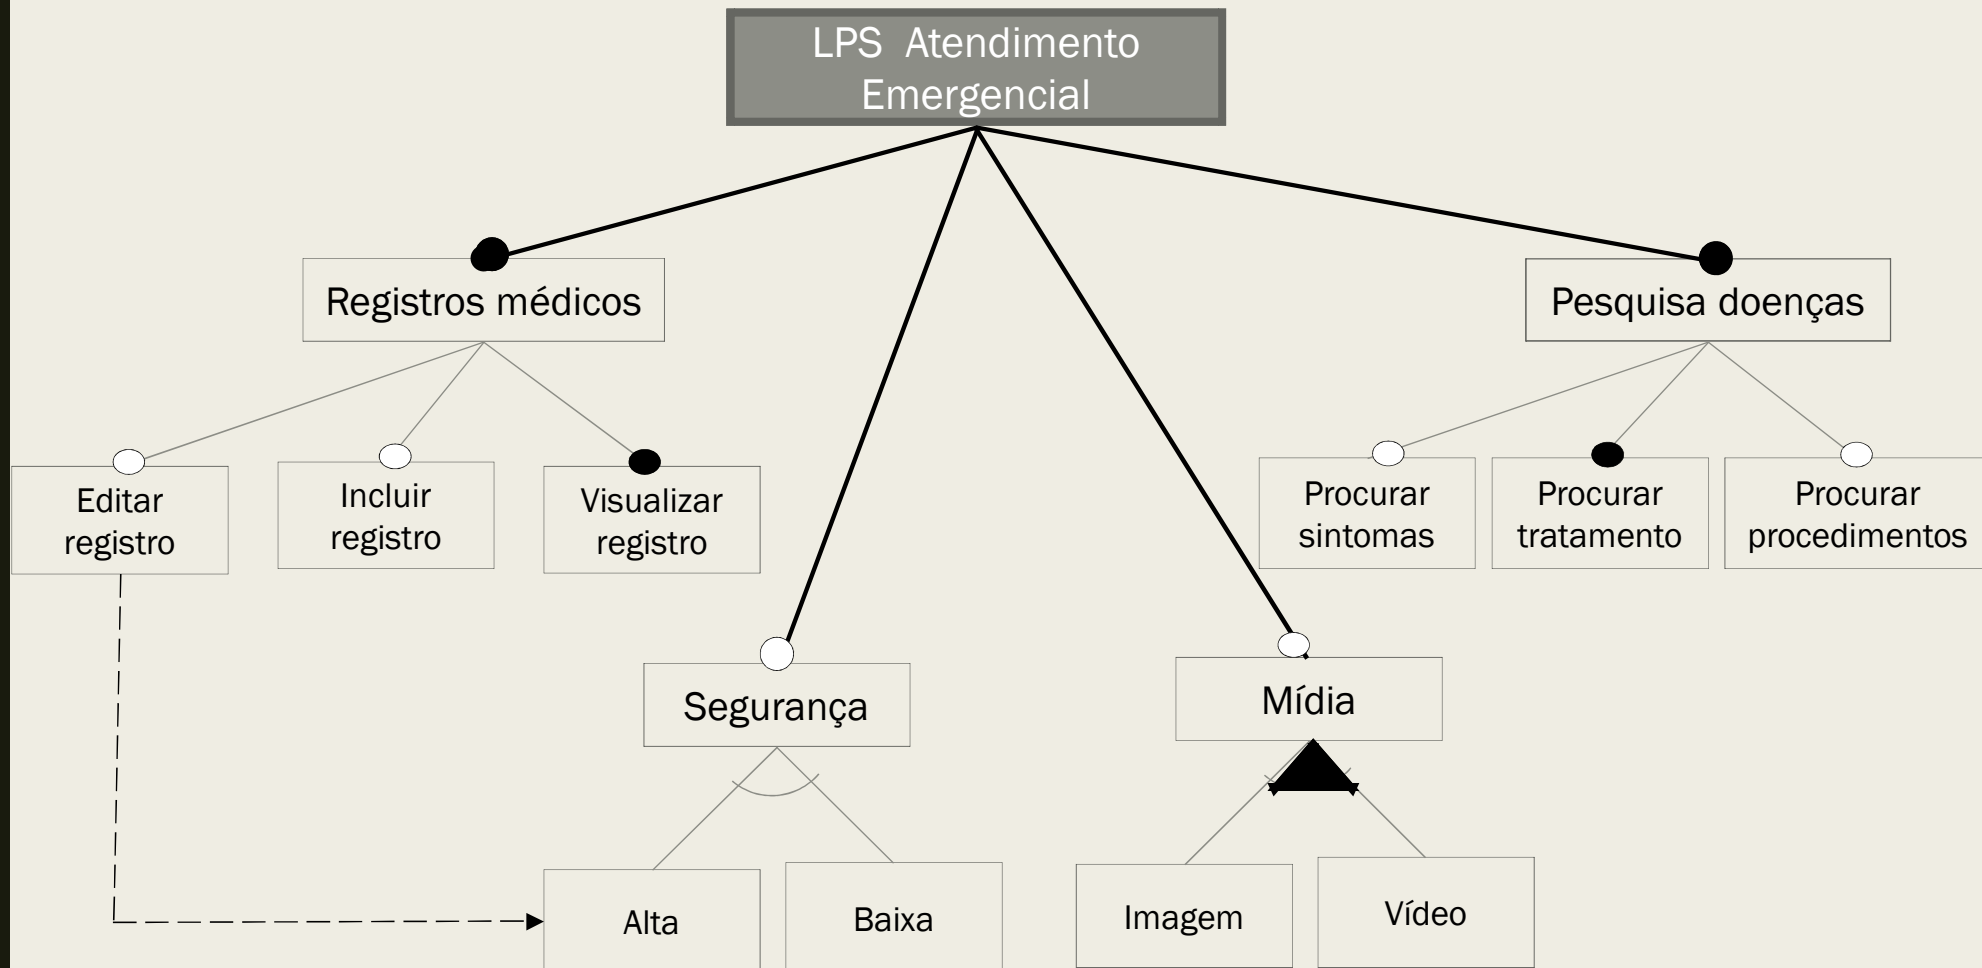 LPS Atendimento
Emergencial
Registros médicos
Pesquisa doenças
Editar
registro
Incluir
registro
Visualizar
registro
Procurar
sintomas
Procurar
tratamento
Procurar
procedimentos
Segurança
Mídia
Alta
Baixa
Imagem
Vídeo